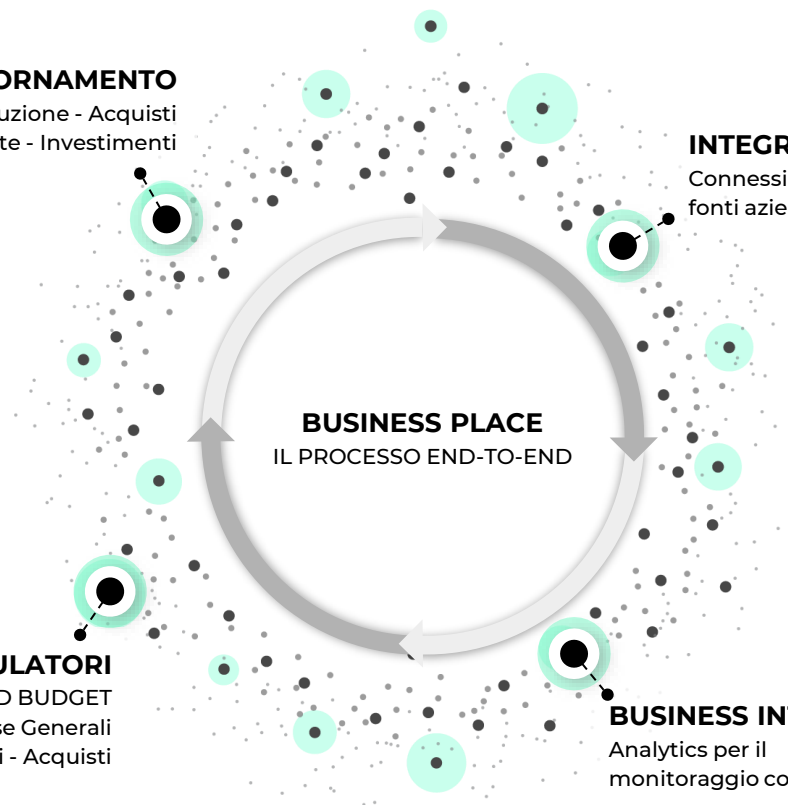 ORNAMENTO
uzione - Acquisti
te - Investimenti
INTEGR
Connessi
fonti azie
BUSINESS PLACE
IL PROCESSO END-TO-END
ULATORI
D BUDGET
se Generali
i - Acquisti
BUSINESS IN
Analytics per il
monitoraggio co